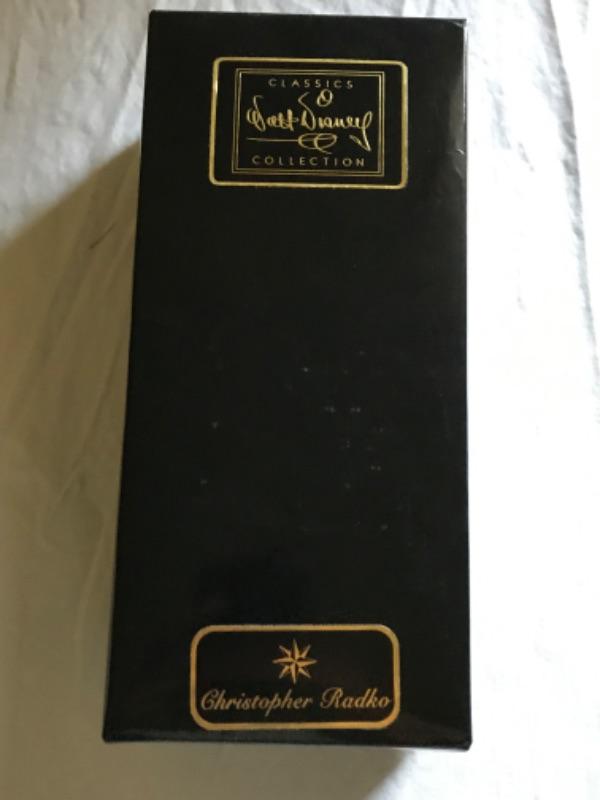 CLASSICS
Walt Disney
COLLECTION
Christopher Radko